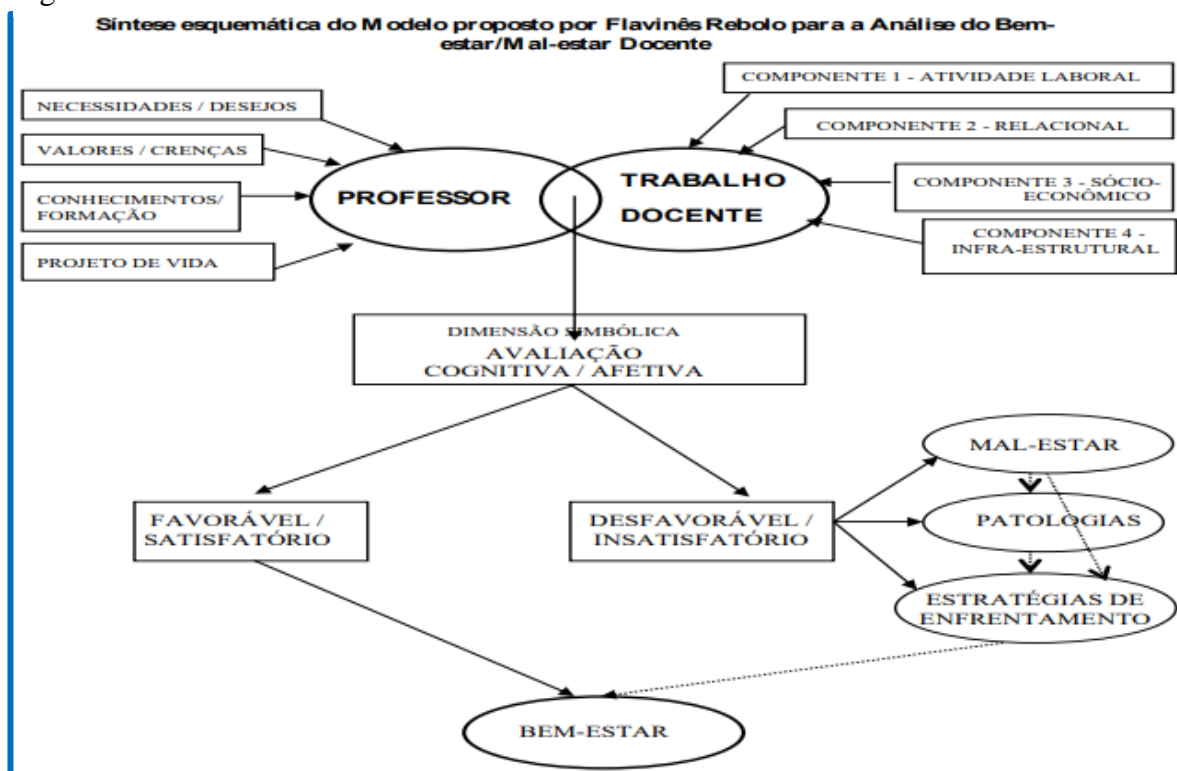 Síntese esquemática do Modelo proposto por Flavinês Rebolo para a Análise do Bem-
estar/Mal-estar Docente
COMPONENTE 1 - ATIVIDADE LABORAL
NECESSIDADES / DESEJOS
COMPONENTE 2 - RELACIONAL
VALORES / CRENÇAS
PROFESSOR
TRABALHO
DOCENTE
CONHECIMENTOS/
FORMAÇÃO
COMPONENTE 3 - SÓCIO-
ECONÔMICO
PROJETO DE VIDA
COMPONENTE 4 -
INFRA-ESTRUTURAL
DIMENSÃO SIMBÓLICA
AVALIAÇÃO
COGNITIVA / AFETIVA
MAL-ESTAR
FAVORÁVEL /
SATISFATÓRIO
DESFAVORÁVEL /
INSATISFATÓRIO
PATOLOGIAS
ESTRATÉGIAS DE
ENFRENTAMENTO
BEM-ESTAR